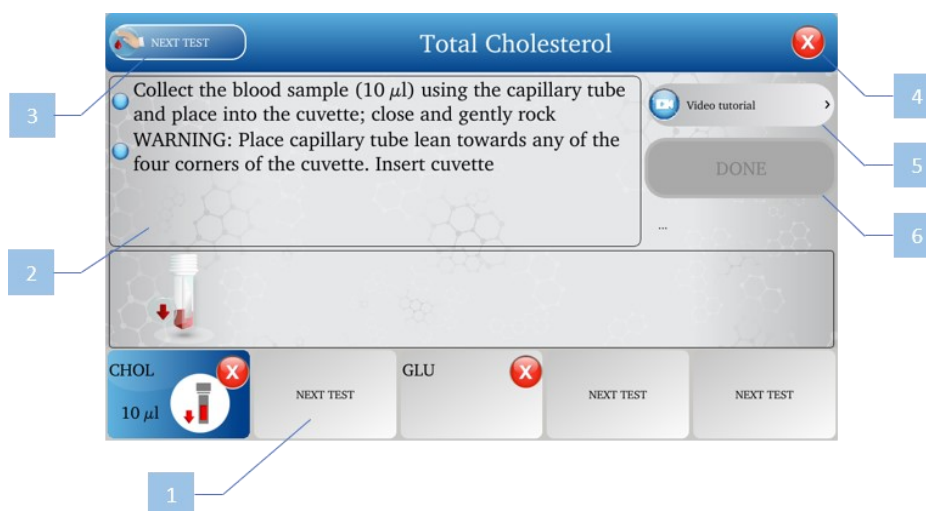 NEXT TEST
Total Cholesterol
X
Collect the blood sample (10 μl) using the capillary tube
and place into the cuvette; close and gently rock
WARNING: Place capillary tube lean towards any of the
four corners of the cuvette. Insert cuvette
Video tutorial
DONE
...
CHOL
X
10 μl
NEXT TEST
GLU
X
NEXT TEST
NEXT TEST
3
2
1
4
5
6